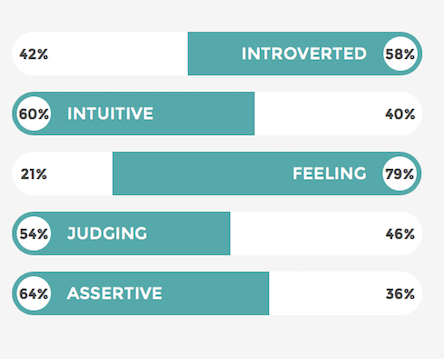 42% INTROVERTED 58%
60% INTUITIVE 40%
21% FEELING 79%
54% JUDGING 46%
64% ASSERTIVE 36%